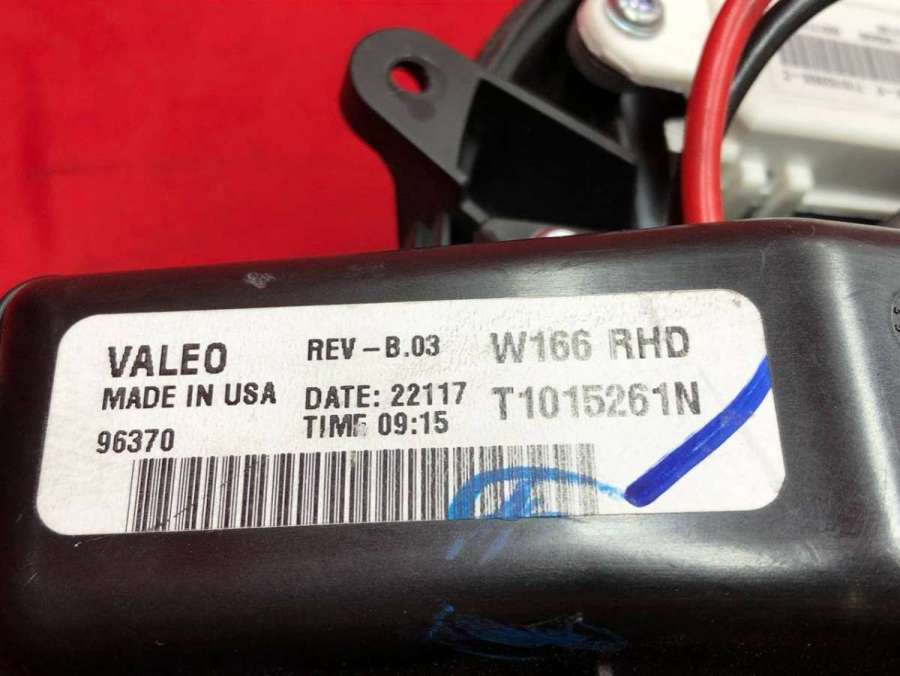 VALEO
MADE IN USA
96370
REV-B.03
DATE: 22117
TIME 09:15
W166 RHD
T1015261N